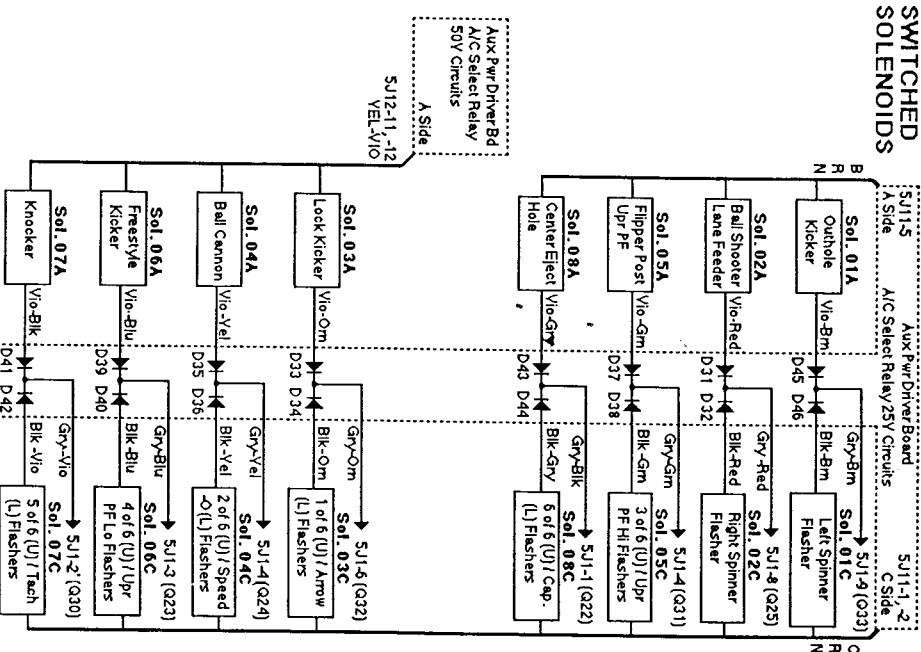 SWITCHED
SOLENOIDS
5J11-5
A Side
Aux Pwr Driver Board
A/C Select Relay 25V Circuits
5J11-1, -2
C Side
B
R
N
O
R
N
Sol. 01A
Outhole
Kicker
Vio-Brn
D45 D46
Gry-Brn
5J1-9 (Q33)
Blk-Brn
Sol. 01C
Left Spinner
Flasher
Sol. 02A
Ball Shooter
Lane Feeder
Vio-Red
D31 D32
Gry-Red
5J1-8 (Q25)
Blk-Red
Sol. 02C
Right Spinner
Flasher
Sol. 05A
Flipper Post
Upr PF
Vio-Grn
D37 D38
Gry-Grn
5J1-4 (Q31)
Blk-Grn
Sol. 05C
3 of 6 (U) / Upr
PF Hi Flashers
Sol. 08A
Center Eject
Hole
Vio-Gry
D43 D44
Gry-Blk
5J1-1 (Q22)
Blk-Gry
Sol. 08C
6 of 6 (U) / Cap.
(L) Flashers
Aux Pwr Driver Bd
A/C Select Relay
50V Circuits
A Side
5J12-11, -12
YEL-VIO
Sol. 03A
Lock Kicker
Vio-Orn
D33 D34
Gry-Orn
5J1-6 (Q32)
Blk-Orn
Sol. 03C
1 of 6 (U) / Arrow
(L) Flashers
Sol. 04A
Ball Cannon
Vio-Yel
D35 D36
Gry-Yel
5J1-4 (Q24)
Blk-Yel
Sol. 04C
2 of 6 (U) / Speed
-O (L) Flashers
Sol. 06A
Freestyle
Kicker
Vio-Blu
D39 D40
Gry-Blu
5J1-3 (Q23)
Blk-Blu
Sol. 06C
4 of 6 (U) / Upr
PF Lo Flashers
Sol. 07A
Knocker
Vio-Blk
D41 D42
Gry-Vio
5J1-2 (Q30)
Blk-Vio
Sol. 07C
5 of 6 (U) / Tach
(L) Flashers